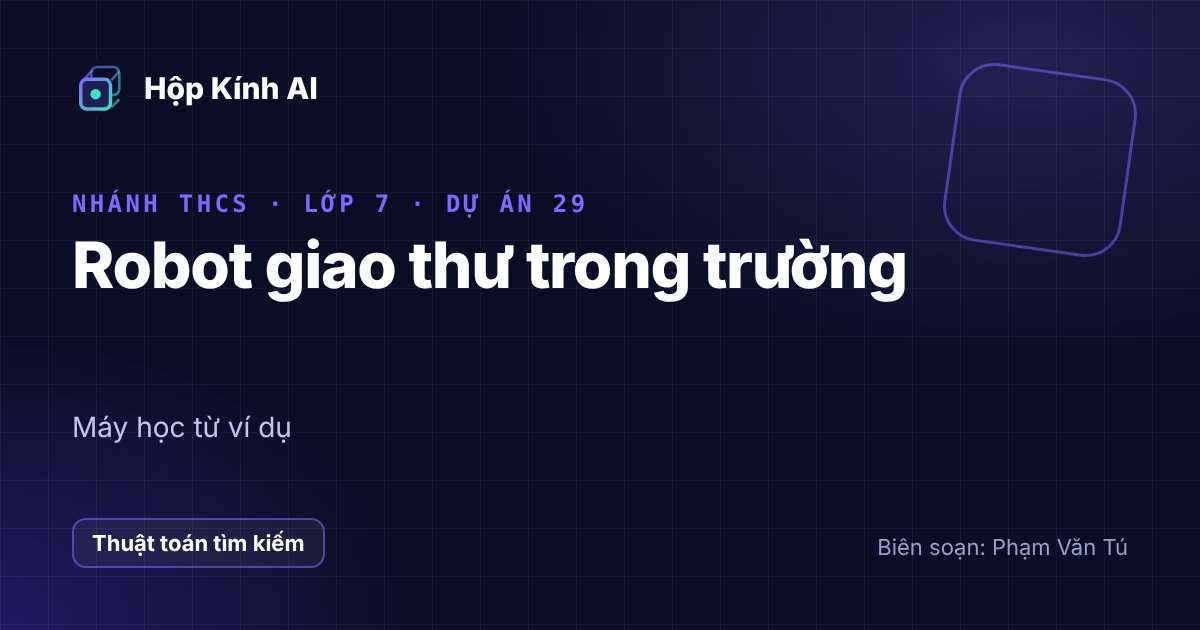 Hộp Kính AI
NHÁNH THCS · LỚP 7 · DỰ ÁN 29
Robot giao thư trong trường
Máy học từ ví dụ
Thuật toán tìm kiếm
Biên soạn: Phạm Văn Tú